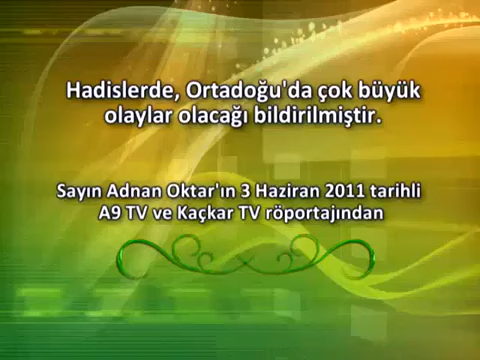 Hadislerde, Ortadoğu'da çok büyük
olaylar olacağı bildirilmiştir.
Sayın Adnan Oktar'ın 3 Haziran 2011 tarihli
A9 TV ve Kaçkar TV röportajından